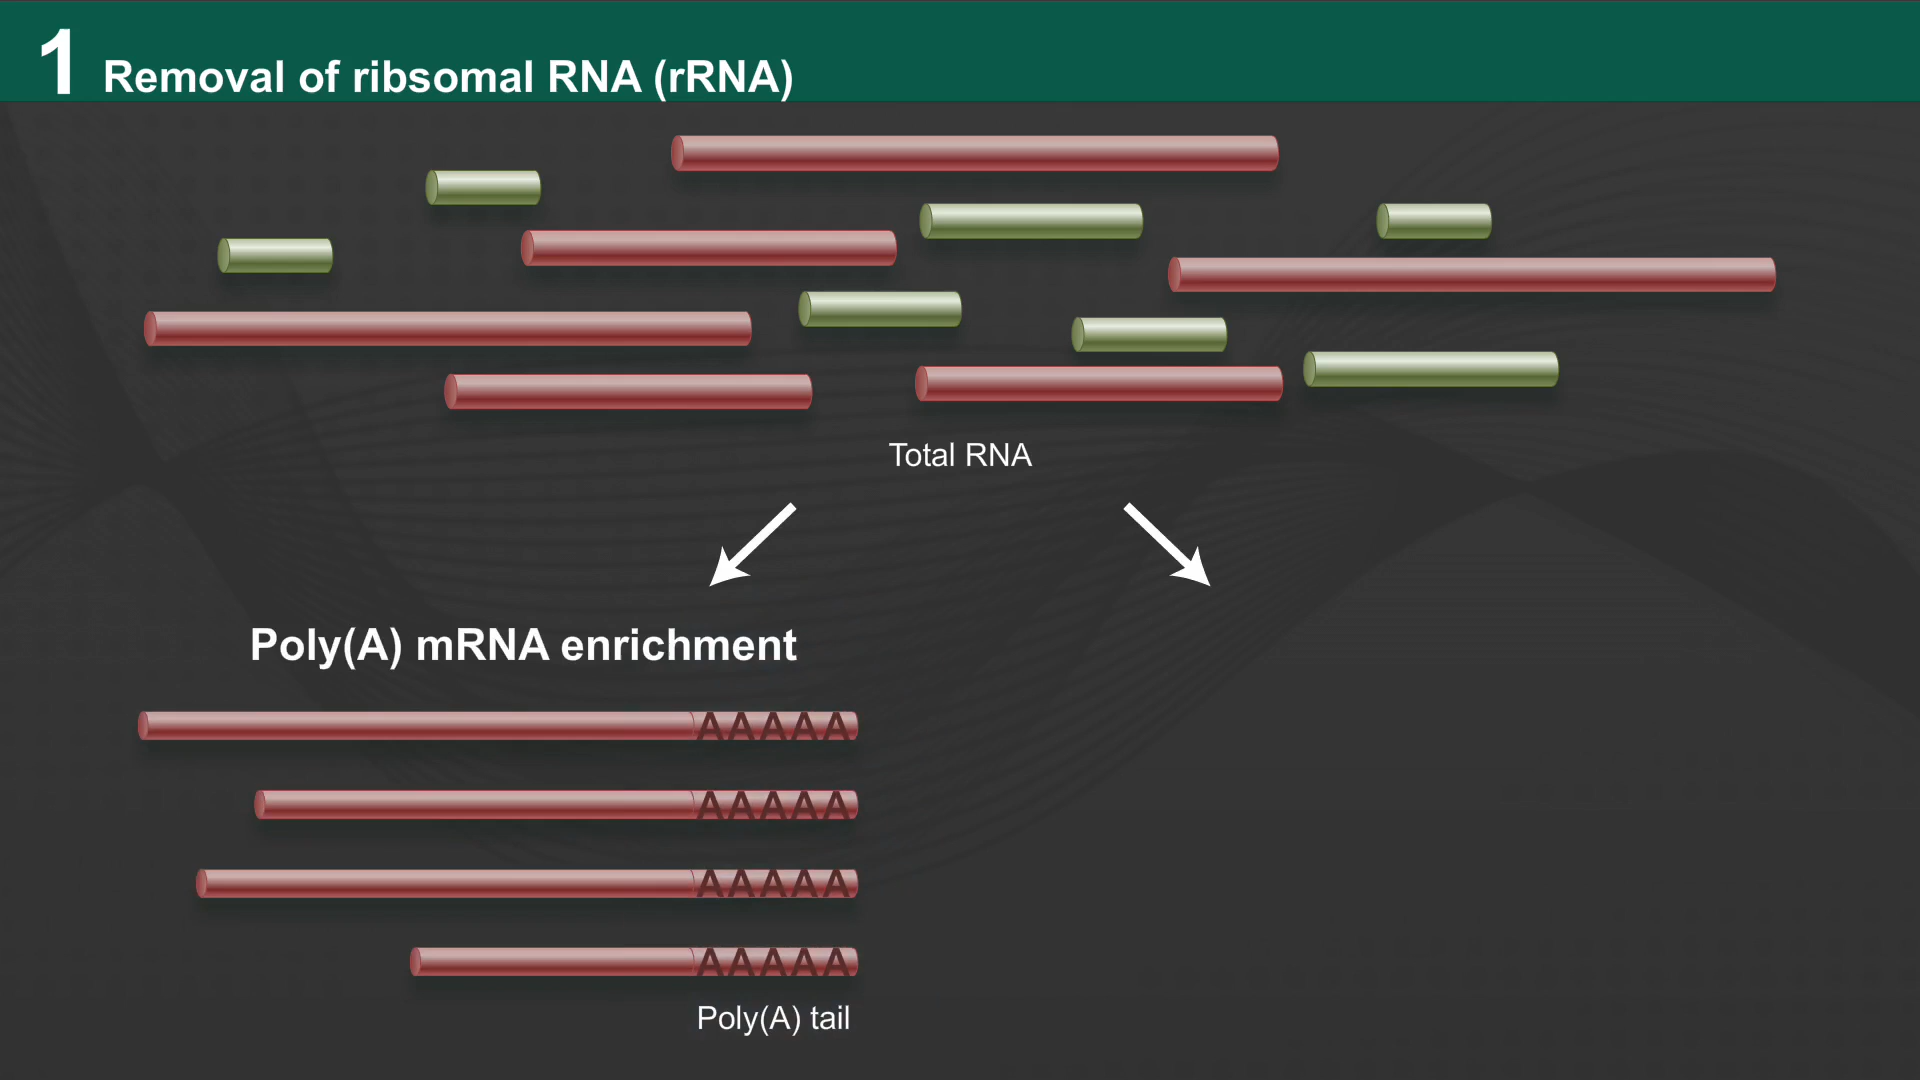 1 Removal of ribsomal RNA (rRNA)
Total RNA
Poly(A) mRNA enrichment
AAAAA
AAAAA
AAAAA
AAAAA
Poly(A) tail